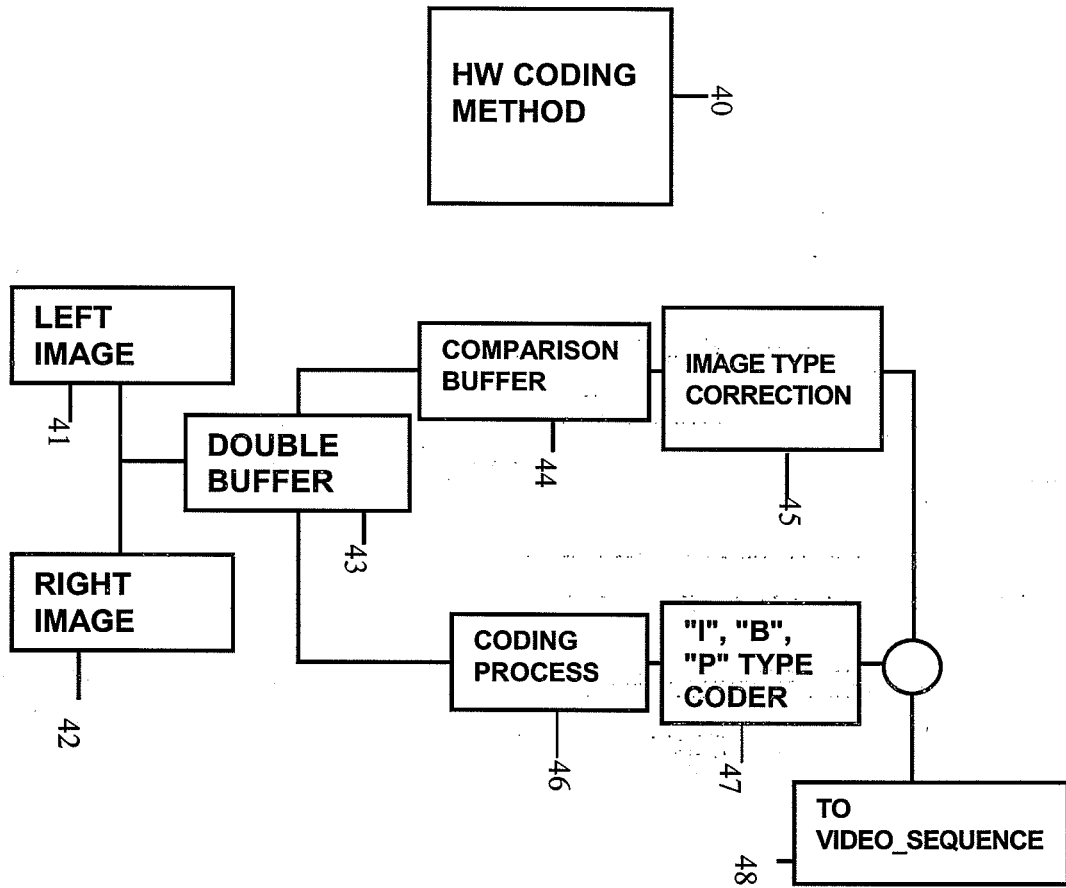 HW CODING
METHOD
40
LEFT
IMAGE
41
COMPARISON
BUFFER
44
IMAGE TYPE
CORRECTION
45
DOUBLE
BUFFER
43
RIGHT
IMAGE
42
CODING
PROCESS
46
"I", "B",
"P" TYPE
CODER
47
TO
VIDEO_SEQUENCE
48